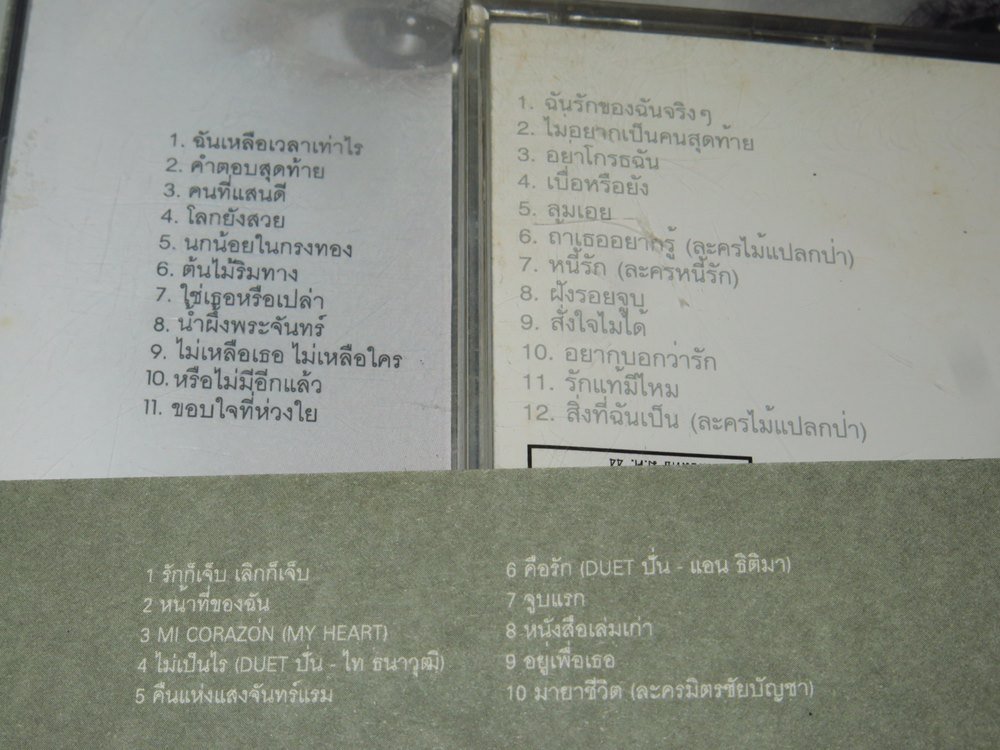 1. ฉันเหลือเวลาเท่าไร
2. คำตอบสุดท้าย
3. คนที่แสนดี
4. โลกยังสวย
5. นกน้อยในกรงทอง
6. ต้นไม้ริมทาง
7. ใช่เธอหรือเปล่า
8. น้ำผึ้งพระจันทร์
9. ไม่เหลือเธอ ไม่เหลือใคร
10. หรือไม่มีอีกแล้ว
11. ขอบใจที่ห่วงใย
1. ฉันรักของฉันจริงๆ
2. ไม่อยากเป็นคนสุดท้าย
3. อย่าโกรธฉัน
4. เบื่อหรือยัง
5. ลมเอย
6. ถ้าเธออยากรู้ (ละครไม้แปลกป่า)
7. หนี้รัก (ละครหนี้รัก)
8. ฝังรอยจูบ
9. สั่งใจไม่ได้
10. อยากบอกว่ารัก
11. รักแท้มีไหม
12. สิ่งที่ฉันเป็น (ละครไม้แปลกป่า)
1 รักก็เจ็บ เลิกก็เจ็บ
2 หน้าที่ของฉัน
3 MI CORAZÓN (MY HEART)
4 ไม่เป็นไร (DUET ปั่น - ไท ธนาวุฒิ)
5 คืนแห่งแสงจันทร์แรม
6 คือรัก (DUET ปั่น - แอน ธิติมา)
7 จูบแรก
8 หนังสือเล่มเก่า
9 อยู่เพื่อเธอ
10 มายาชีวิต (ละครมิตรชัยบัญชา)